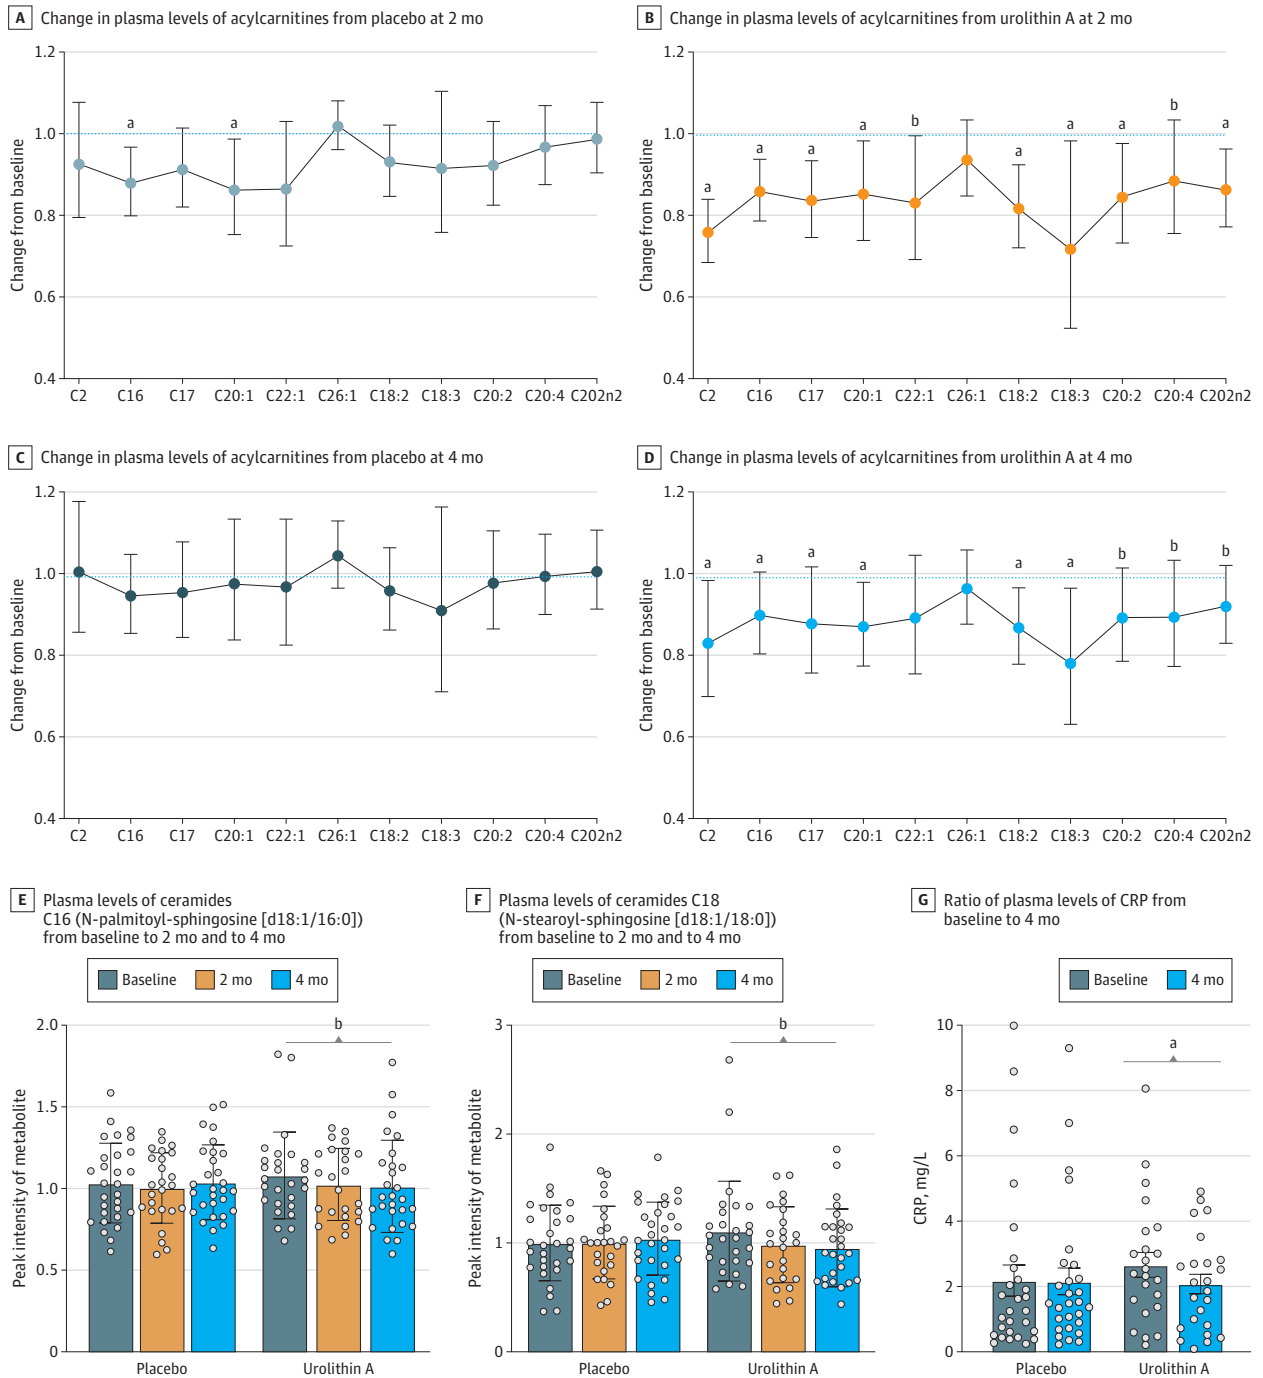 A Change in plasma levels of acylcarnitines from placebo at 2 mo
1.2
1.0
0.8
0.6
0.4
Change from baseline
a
a
C2 C16 C17 C20:1 C22:1 C26:1 C18:2 C18:3 C20:2 C20:4 C202n2
B Change in plasma levels of acylcarnitines from urolithin A at 2 mo
1.2
1.0
0.8
0.6
0.4
Change from baseline
a
a
a
a
b
a
a
a
b
a
C2 C16 C17 C20:1 C22:1 C26:1 C18:2 C18:3 C20:2 C20:4 C202n2
C Change in plasma levels of acylcarnitines from placebo at 4 mo
1.2
1.0
0.8
0.6
0.4
Change from baseline
C2 C16 C17 C20:1 C22:1 C26:1 C18:2 C18:3 C20:2 C20:4 C202n2
D Change in plasma levels of acylcarnitines from urolithin A at 4 mo
1.2
1.0
0.8
0.6
0.4
Change from baseline
a
a
a
a
a
a
b
b
b
C2 C16 C17 C20:1 C22:1 C26:1 C18:2 C18:3 C20:2 C20:4 C202n2
E Plasma levels of ceramides
C16 (N-palmitoyl-sphingosine [d18:1/16:0])
from baseline to 2 mo and to 4 mo
Baseline 2 mo 4 mo
2.0
1.5
1.0
0.5
0
Peak intensity of metabolite
b
Placebo Urolithin A
F Plasma levels of ceramides C18
(N-stearoyl-sphingosine [d18:1/18:0])
from baseline to 2 mo and to 4 mo
Baseline 2 mo 4 mo
3
2
1
0
Peak intensity of metabolite
b
Placebo Urolithin A
G Ratio of plasma levels of CRP from
baseline to 4 mo
Baseline 4 mo
10
8
6
4
2
0
CRP, mg/L
a
Placebo Urolithin A